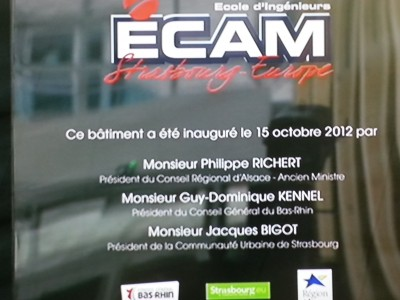 Ecole d'Ingénieurs
ÉCAM
Strasbourg-Europe
Ce bâtiment a été inauguré le 15 octobre 2012 par
Monsieur Philippe RICHERT
Président du Conseil Régional d'Alsace - Ancien Ministre
Monsieur Guy-Dominique KENNEL
Président du Conseil Général du Bas-Rhin
Monsieur Jacques BIGOT
Président de la Communauté Urbaine de Strasbourg
BAS-RHIN
Strasbourg.eu
Région